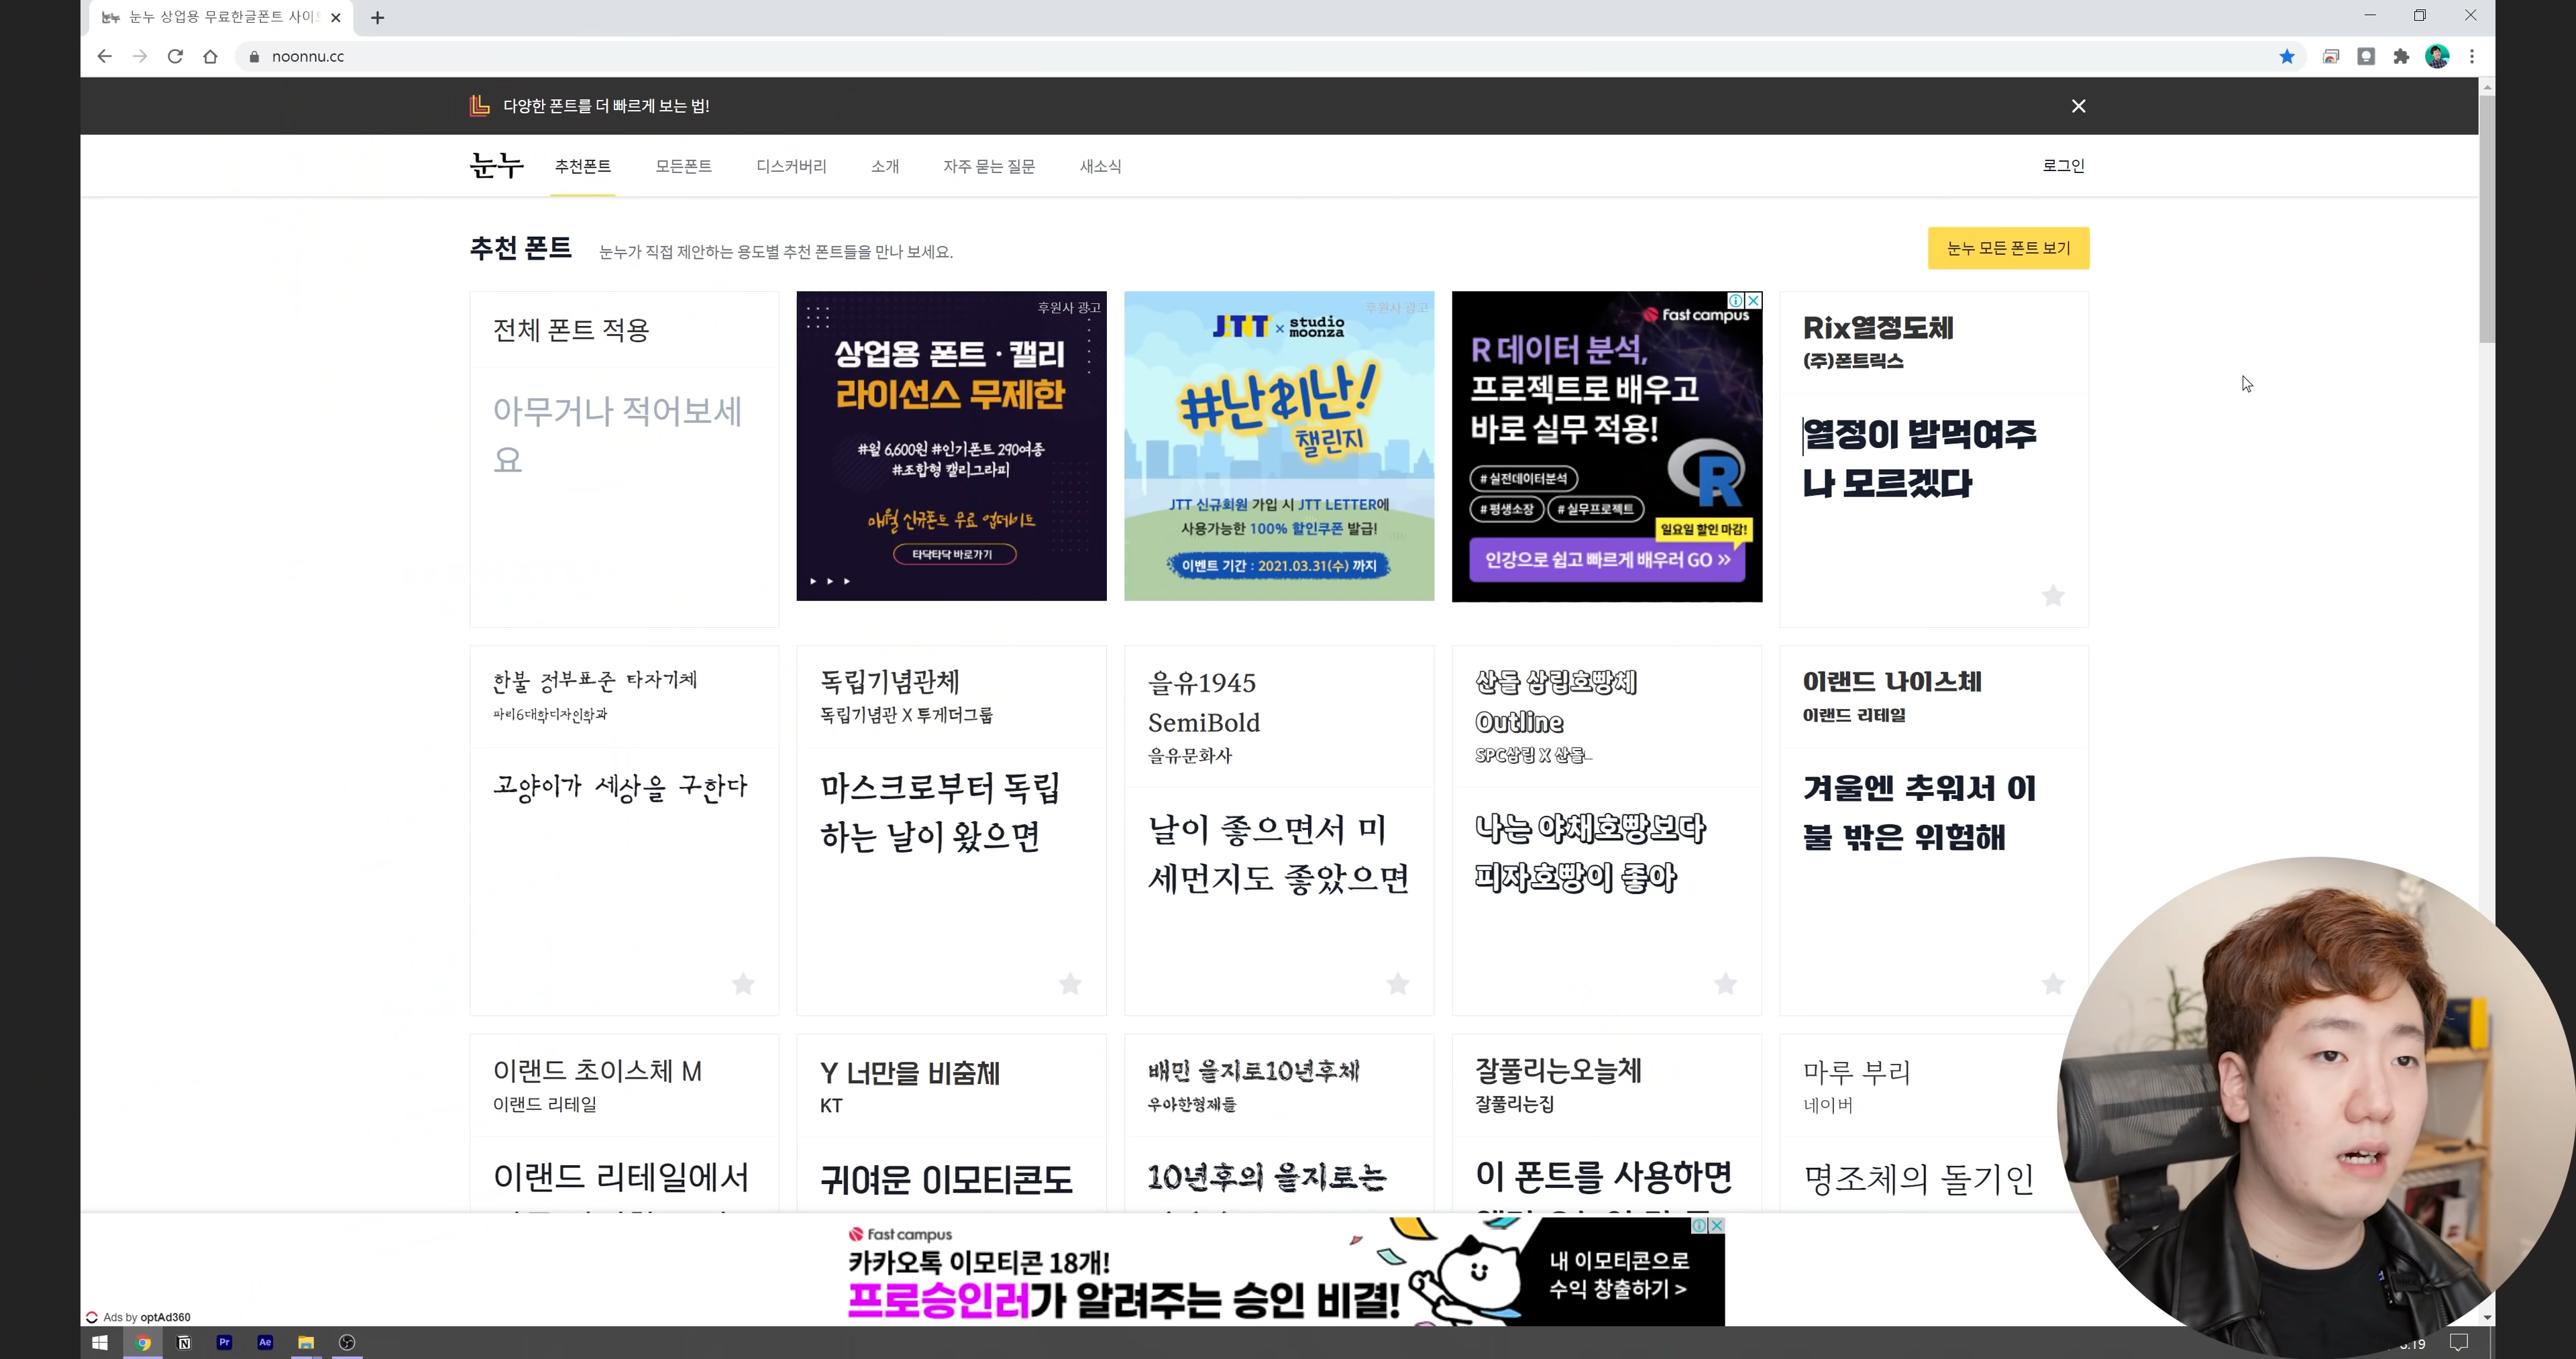 눈누 상업용 무료한글폰트 사이트
noonnu.cc
다양한 폰트를 더 빠르게 보는 법!
눈누 추천폰트 모든폰트 디스커버리 소개 자주 묻는 질문 새소식 로그인
추천 폰트 눈누가 직접 제안하는 용도별 추천 폰트들을 만나 보세요.
눈누 모든 폰트 보기
전체 폰트 적용
아무거나 적어보세
요
후원사 광고
상업용 폰트 · 캘리
라이선스 무제한
#월 6,600원 #인기폰트 290여종
#조합형 캘리그라피
매월 신규폰트 무료 업데이트
타닥타닥 바로가기
후원사 광고
JTT × studio
moonza
#난리난!
챌린지
JTT 신규회원 가입 시 JTT LETTER에
사용가능한 100% 할인쿠폰 발급!
이벤트 기간 : 2021.03.31(수) 까지
Fast campus
R 데이터 분석,
프로젝트로 배우고
바로 실무 적용!
R
#실전데이터분석
#평생소장 #실무프로젝트
일요일 할인 마감!
인강으로 쉽고 빠르게 배우러 GO »
Rix열정도체
(주)폰트릭스
열정이 밥먹여주
나 모르겠다
한불 정부표준 타자기체
파리6대학디자인학과
고양이가 세상을 구한다
독립기념관체
독립기념관 X 투게더그룹
마스크로부터 독립
하는 날이 왔으면
을유1945
SemiBold
을유문화사
날이 좋으면서 미
세먼지도 좋았으면
산돌 삼립호빵체
Outline
SPC삼립 X 산돌_
나는 야채호빵보다
피자호빵이 좋아
이랜드 나이스체
이랜드 리테일
겨울엔 추워서 이
불 밖은 위험해
이랜드 초이스체 M
이랜드 리테일
이랜드 리테일에서
Y 너만을 비춤체
KT
귀여운 이모티콘도
배민 을지로10년후체
우아한형제들
10년후의 을지로는
잘풀리는오늘체
잘풀리는집
이 폰트를 사용하면
마루 부리
네이버
명조체의 돌기인
Fast campus
카카오톡 이모티콘 18개!
프로승인러가 알려주는 승인 비결!
내 이모티콘으로
수익 창출하기 >
Ads by optAd360
Pr Ae